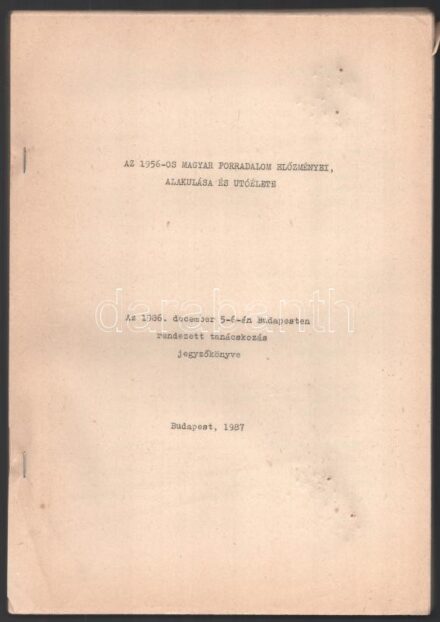 AZ 1956-OS MAGYAR FORRADALOM ELŐZMÉNYEI,
ALAKULÁSA ÉS UTÓÉLETE
Az 1986. december 5-6-án Budapesten
rendezett tanácskozás
jegyzőkönyve
darabanth
Budapest, 1987